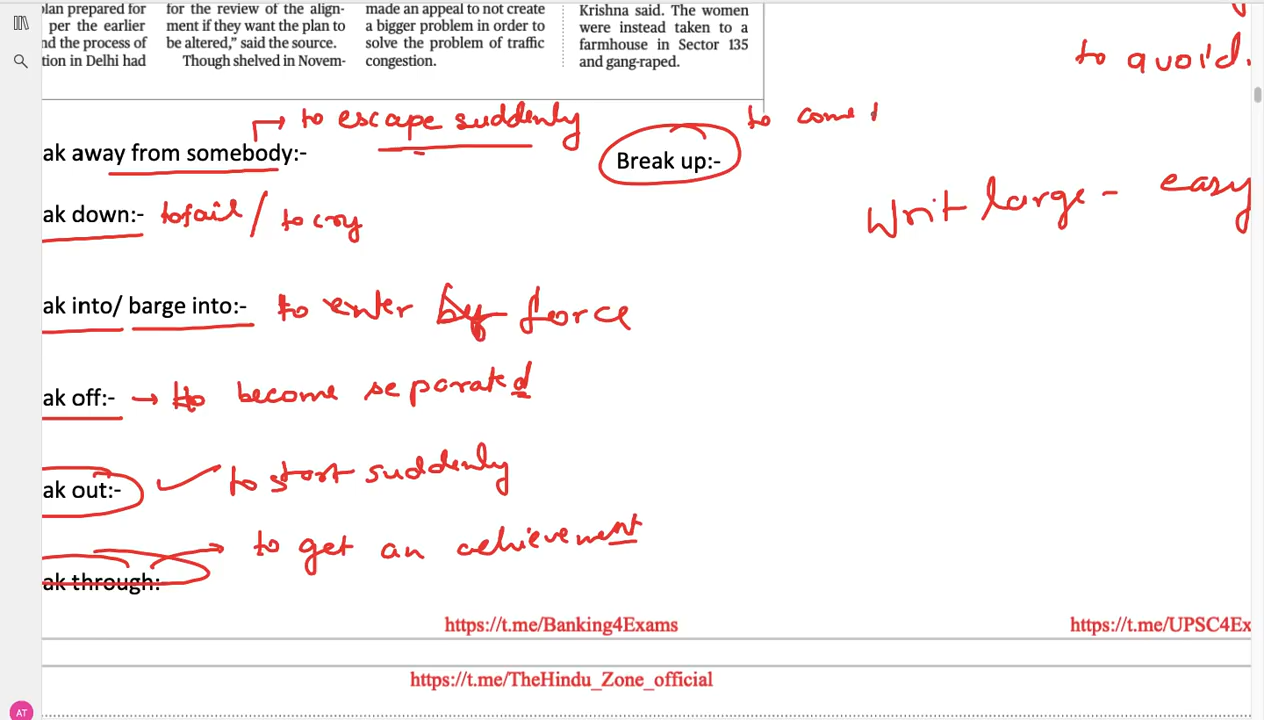 plan prepared for
per the earlier
nd the process of
tion in Delhi had
for the review of the align-
ment if they want the plan to
be altered,” said the source.
Though shelved in Novem-
made an appeal to not create
a bigger problem in order to
solve the problem of traffic
congestion.
Krishna said. The women
were instead taken to a
farmhouse in Sector 135
and gang-raped.
to avoid.
to escape suddenly
ak away from somebody:-
Break up:-
to come
ak down:- to fail / to cry
Writ large - easy
ak into/ barge into:- to enter by force
ak off:- → to become separated
ak out:- to start suddenly
ak through: to get an achievement
https://t.me/Banking4Exams
https://t.me/UPSC4Ex
https://t.me/TheHindu_Zone_official
AT